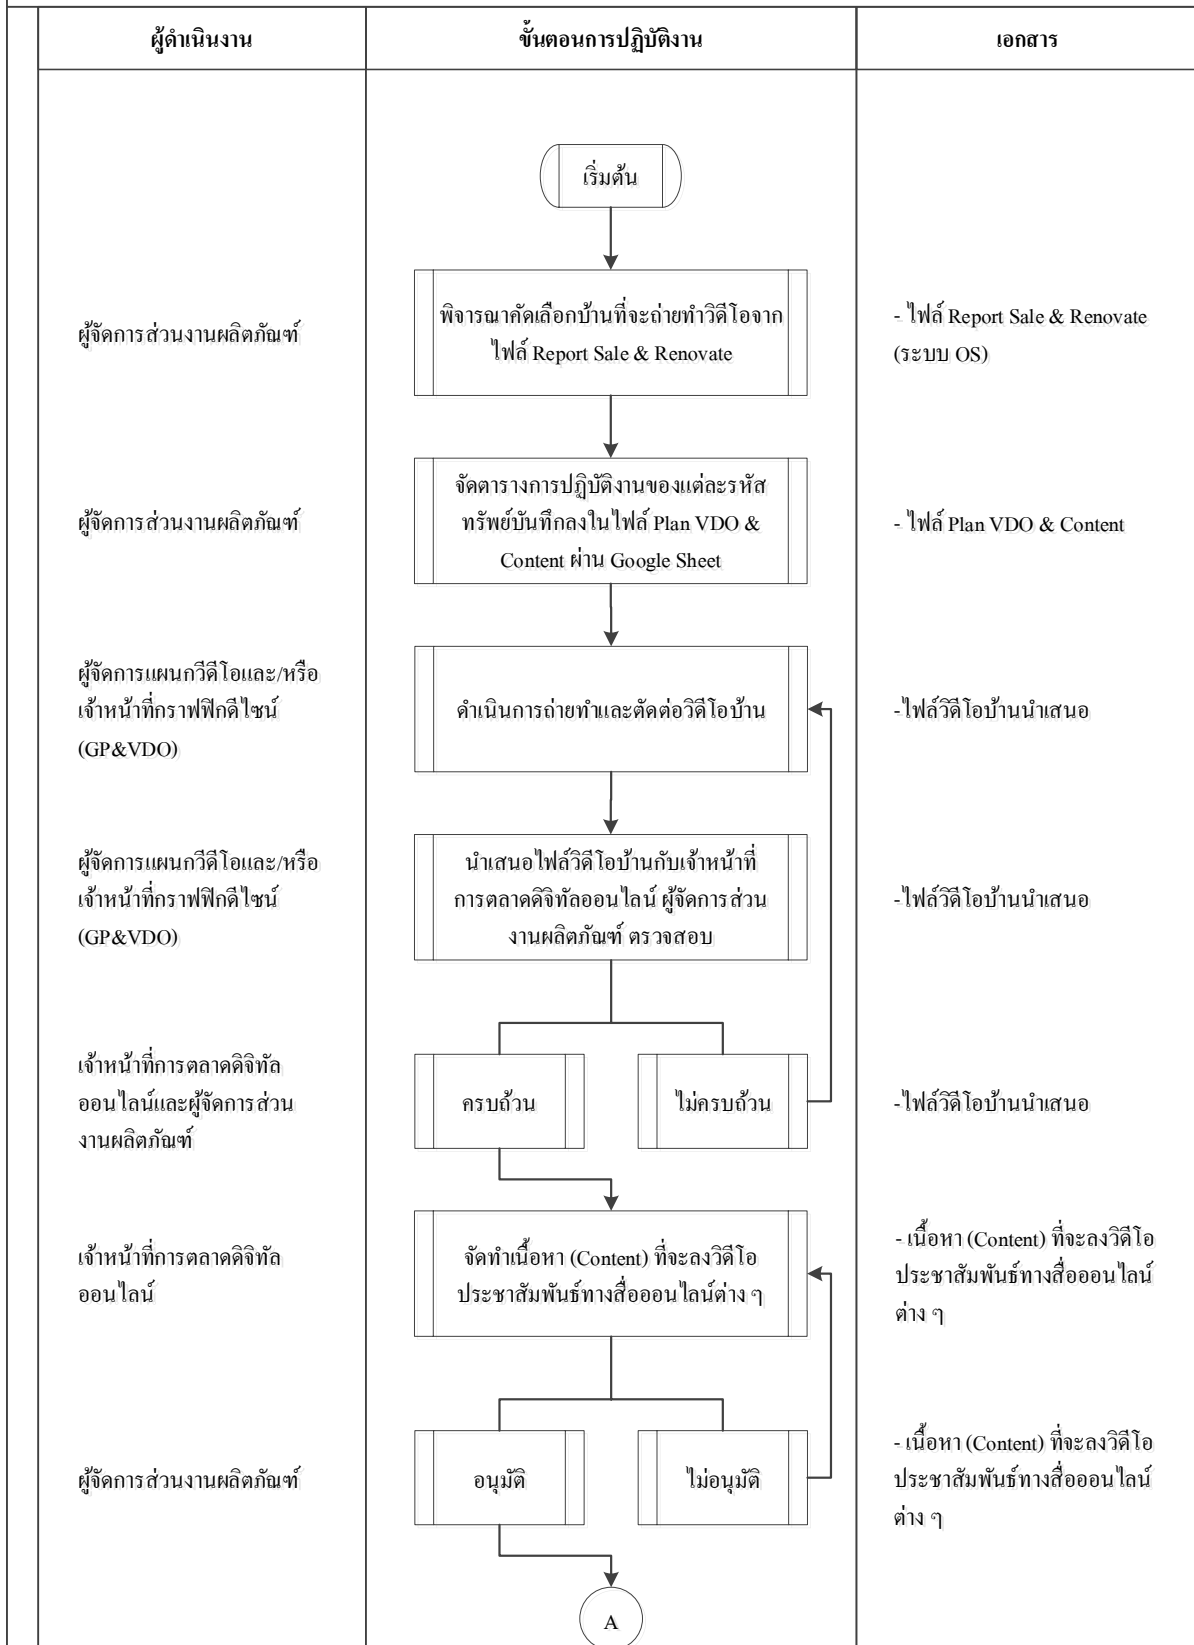 ผู้ดำเนินงาน
ขั้นตอนการปฏิบัติงาน
เอกสาร
เริ่มต้น
ผู้จัดการส่วนงานผลิตภัณฑ์
พิจารณาคัดเลือกบ้านที่จะถ่ายทำวิดีโอจาก
ไฟล์ Report Sale & Renovate
- ไฟล์ Report Sale & Renovate
(ระบบ OS)
ผู้จัดการส่วนงานผลิตภัณฑ์
จัดตารางการปฏิบัติงานของแต่ละรหัส
ทรัพย์บันทึกลงในไฟล์ Plan VDO &
Content ผ่าน Google Sheet
- ไฟล์ Plan VDO & Content
ผู้จัดการแผนกวีดีโอและ/หรือ
เจ้าหน้าที่กราฟฟิกดีไซน์
(GP&VDO)
ดำเนินการถ่ายทำและตัดต่อวิดีโอบ้าน
-ไฟล์วิดีโอบ้านนำเสนอ
ผู้จัดการแผนกวีดีโอและ/หรือ
เจ้าหน้าที่กราฟฟิกดีไซน์
(GP&VDO)
นำเสนอไฟล์วิดีโอบ้านกับเจ้าหน้าที่
การตลาดดิจิทัลออนไลน์ ผู้จัดการส่วน
งานผลิตภัณฑ์ ตรวจสอบ
-ไฟล์วิดีโอบ้านนำเสนอ
เจ้าหน้าที่การตลาดดิจิทัล
ออนไลน์และผู้จัดการส่วน
งานผลิตภัณฑ์
ครบถ้วน
ไม่ครบถ้วน
-ไฟล์วิดีโอบ้านนำเสนอ
เจ้าหน้าที่การตลาดดิจิทัล
ออนไลน์
จัดทำเนื้อหา (Content) ที่จะลงวิดีโอ
ประชาสัมพันธ์ทางสื่อออนไลน์ต่าง ๆ
- เนื้อหา (Content) ที่จะลงวิดีโอ
ประชาสัมพันธ์ทางสื่อออนไลน์
ต่าง ๆ
ผู้จัดการส่วนงานผลิตภัณฑ์
อนุมัติ
ไม่อนุมัติ
- เนื้อหา (Content) ที่จะลงวิดีโอ
ประชาสัมพันธ์ทางสื่อออนไลน์
ต่าง ๆ
A